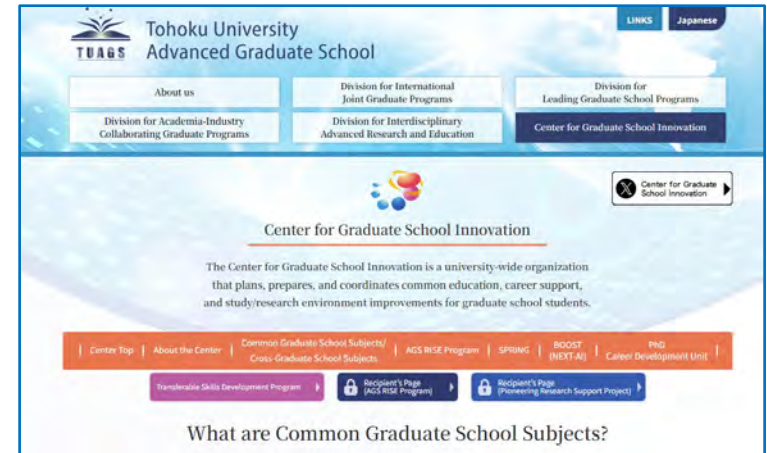 LINKS
Japanese
TUAGS
Tohoku University
Advanced Graduate School
About us
Division for International
Joint Graduate Programs
Division for
Leading Graduate School Programs
Division for Academia-Industry
Collaborating Graduate Programs
Division for Interdisciplinary
Advanced Research and Education
Center for Graduate School Innovation
Center for Graduate
School Innovation
Center for Graduate School Innovation
The Center for Graduate School Innovation is a university-wide organization
that plans, prepares, and coordinates common education, career support,
and study/research environment improvements for graduate school students.
Center Top
About the Center
Common Graduate School Subjects/
Cross-Graduate School Subjects
AGS RISE Program
SPRING
BOOST
(NEXT-AI)
PhD
Career Development Unit
Transferable Skills Development Program
Recipient's Page
(AGS RISE Program)
Recipient's Page
(Pioneering Research Support Project)
What are Common Graduate School Subjects?